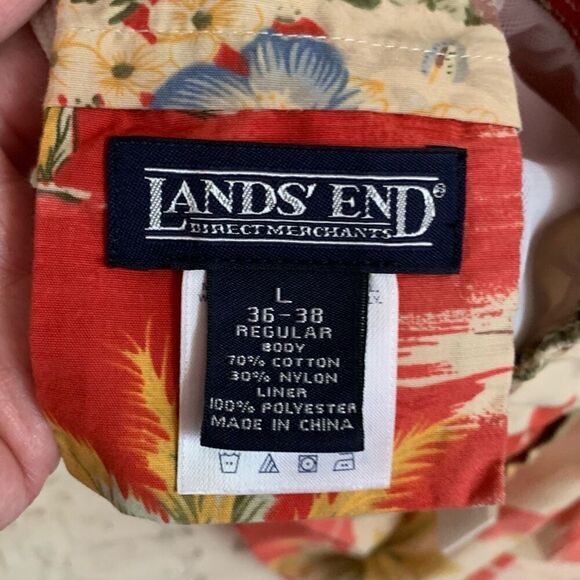 LANDS' END®
DIRECT MERCHANTS
L
36-38
REGULAR
BODY
70% COTTON
30% NYLON
LINER
100% POLYESTER
MADE IN CHINA